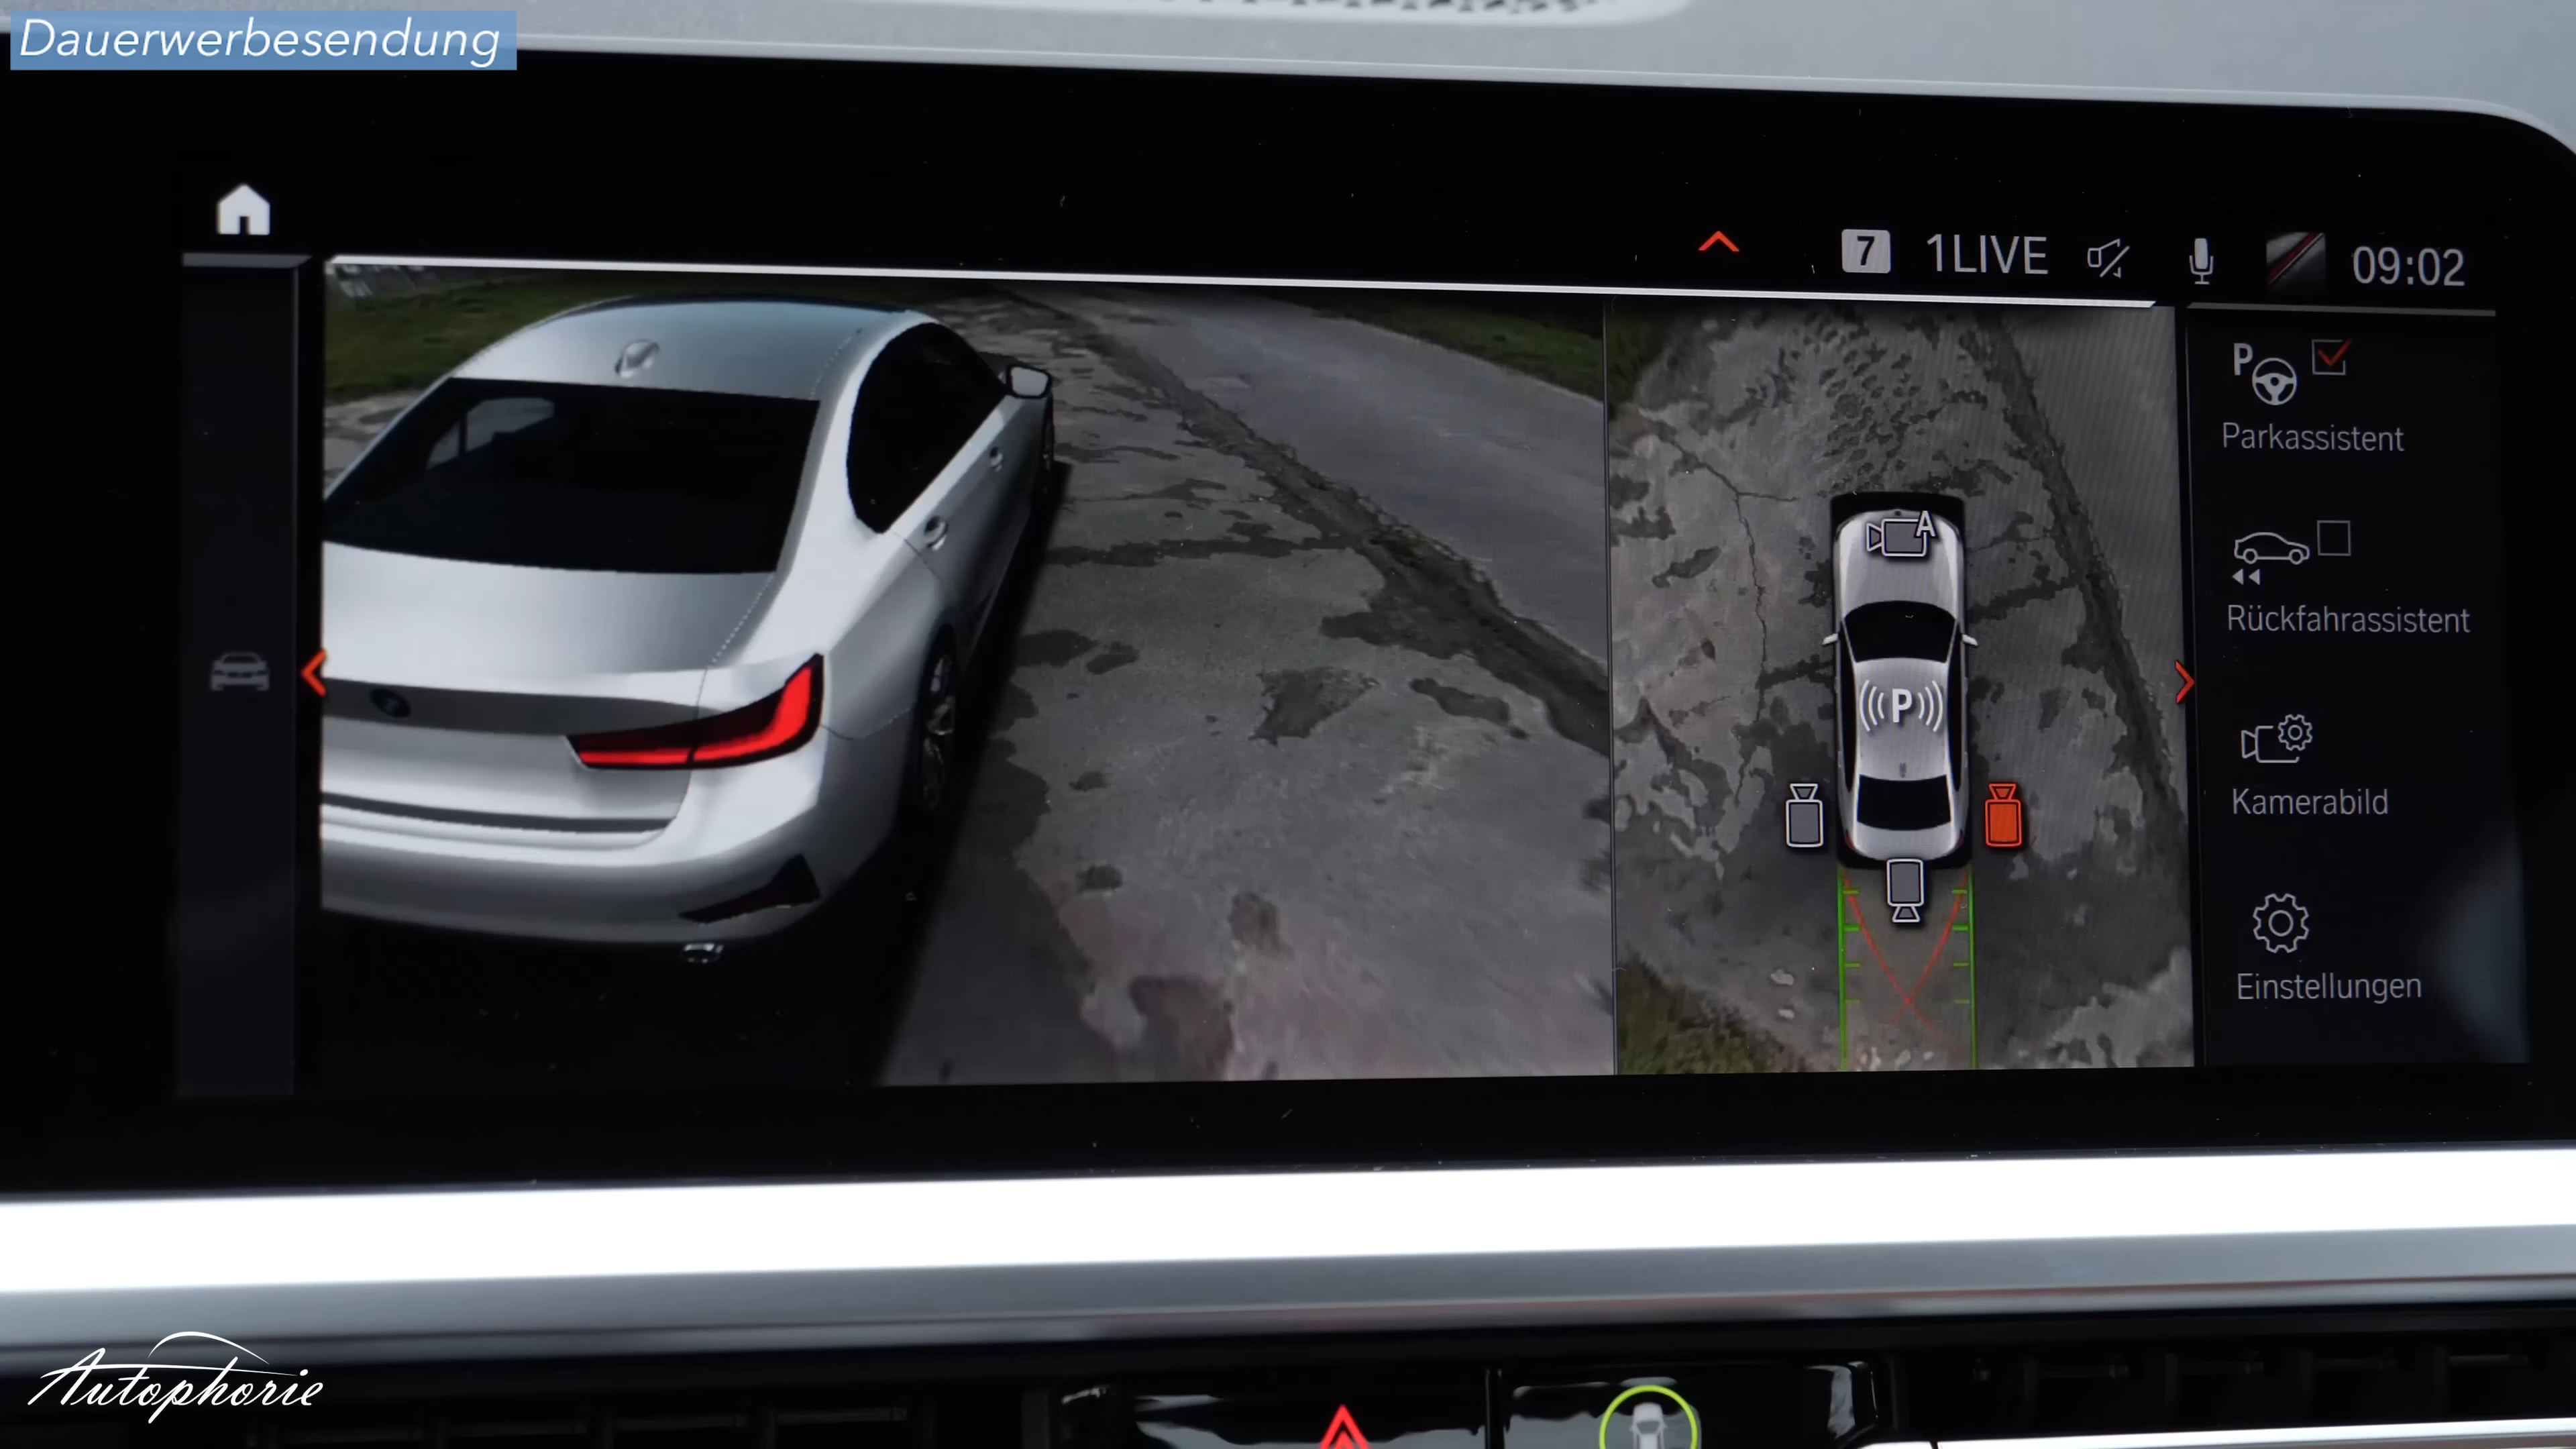 Dauerwerbesendung
7 1LIVE 09:02
P
Parkassistent
A
Rückfahrassistent
P
Kamerabild
Einstellungen
Autophorie